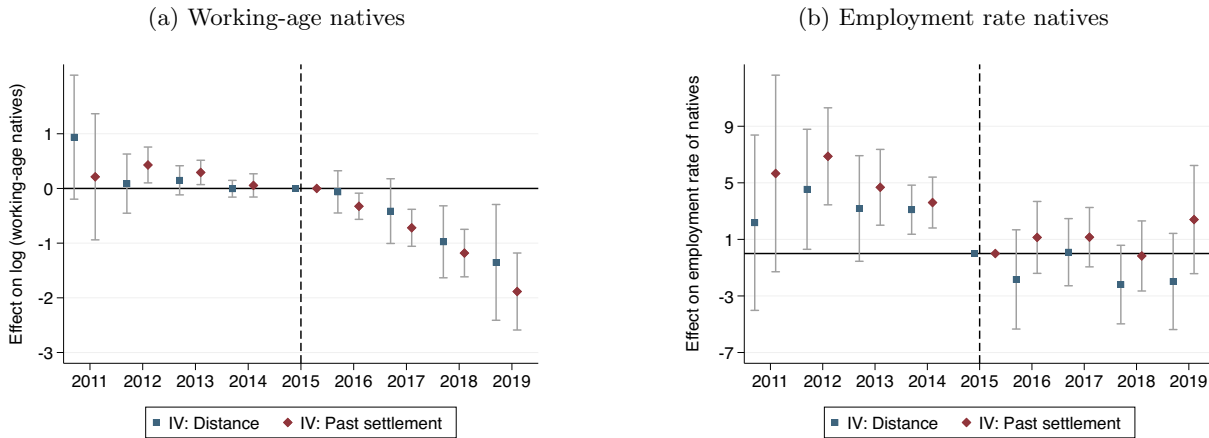 (a) Working-age natives
Effect on log (working-age natives)
1
0
-1
-2
-3
2011 2012 2013 2014 2015 2016 2017 2018 2019
IV: Distance IV: Past settlement
(b) Employment rate natives
Effect on employment rate of natives
9
5
1
-3
-7
2011 2012 2013 2014 2015 2016 2017 2018 2019
IV: Distance IV: Past settlement